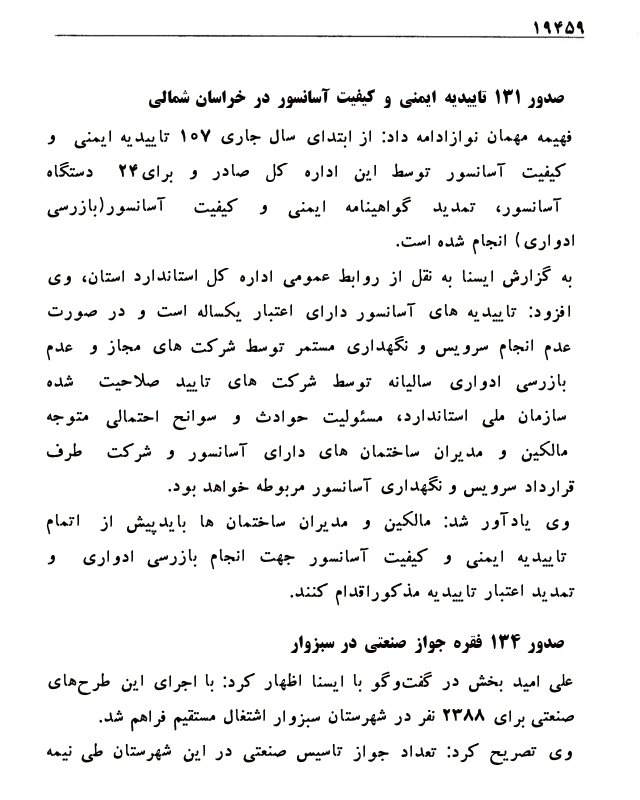 ۱۹۴۵۹
صدور ۱۳۱ تاییدیه ایمنی و کیفیت آسانسور در خراسان شمالی
فهیمه مهمان نوازادامه داد: از ابتدای سال جاری ۱۰۷ تاییدیه ایمنی و
کیفیت آسانسور توسط این اداره کل صادر و برای۲۴ دستگاه
آسانسور، تمدید گواهینامه ایمنی و کیفیت آسانسور(بازرسی
ادواری) انجام شده است.
به گزارش ایسنا به نقل از روابط عمومی اداره کل استاندارد استان، وی
افزود: تاییدیه های آسانسور دارای اعتبار یکساله است و در صورت
عدم انجام سرویس و نگهداری مستمر توسط شرکت های مجاز و عدم
بازرسی ادواری سالیانه توسط شرکت های تایید صلاحیت شده
سازمان ملی استاندارد، مسئولیت حوادث و سوانح احتمالی متوجه
مالکین و مدیران ساختمان های دارای آسانسور و شرکت طرف
قرارداد سرویس و نگهداری آسانسور مربوطه خواهد بود.
وی یادآور شد: مالکین و مدیران ساختمان ها بایدپیش از اتمام
تاییدیه ایمنی و کیفیت آسانسور جهت انجام بازرسی ادواری و
تمدید اعتبار تاییدیه مذکوراقدام کنند.
صدور ۱۳۴ فقره جواز صنعتی در سبزوار
علی امید بخش در گفت‌وگو با ایسنا اظهار کرد: با اجرای این طرح‌های
صنعتی برای ۲۳۸۸ نفر در شهرستان سبزوار اشتغال مستقیم فراهم شد.
وی تصریح کرد: تعداد جواز تاسیس صنعتی در این شهرستان طی نیمه